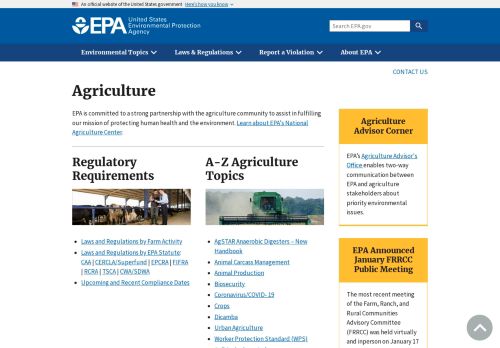 An official website of the United States government Here's how you know
EPA United States
Environmental Protection
Agency
Search EPA.gov
Environmental Topics
Laws & Regulations
Report a Violation
About EPA
CONTACT US
Agriculture
EPA is committed to a strong partnership with the agriculture community to assist in fulfilling
our mission of protecting human health and the environment. Learn about EPA's National
Agriculture Center.
Regulatory
Requirements
Laws and Regulations by Farm Activity
Laws and Regulations by EPA Statute:
CAA | CERCLA/Superfund | EPCRA | FIFRA
| RCRA | TSCA | CWA/SDWA
Upcoming and Recent Compliance Dates
A-Z Agriculture
Topics
AgSTAR Anaerobic Digesters – New
Handbook
Animal Carcass Management
Animal Production
Biosecurity
Coronavirus/COVID-19
Crops
Dicamba
Urban Agriculture
Worker Protection Standard (WPS)
Agriculture
Advisor Corner
EPA's Agriculture Advisor's
Office enables two-way
communication between
EPA and agriculture
stakeholders about
priority environmental
issues.
EPA Announced
January FRRCC
Public Meeting
The most recent meeting
of the Farm, Ranch, and
Rural Communities
Advisory Committee
(FRRCC) was held virtually
and inperson on January 17